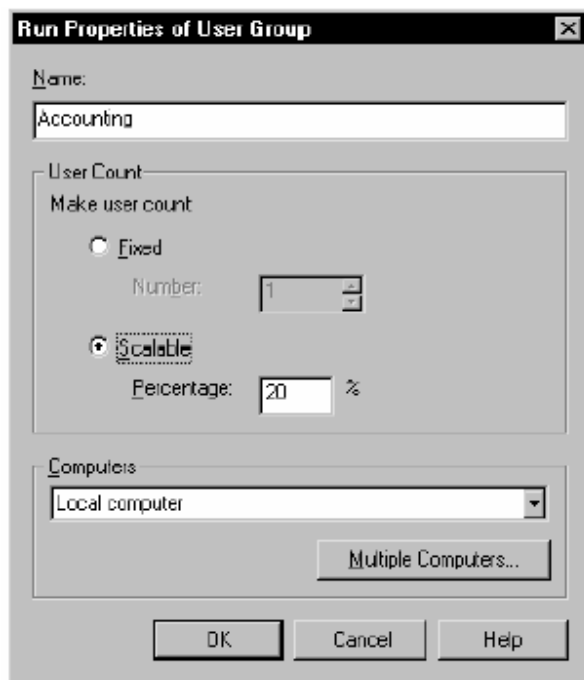 Run Properties of User Group
Name:
Accounting
User Count
Make user count
Fixed
Number: 1
Scalable
Percentage: 20 %
Computers
Local computer
Multiple Computers...
OK Cancel Help